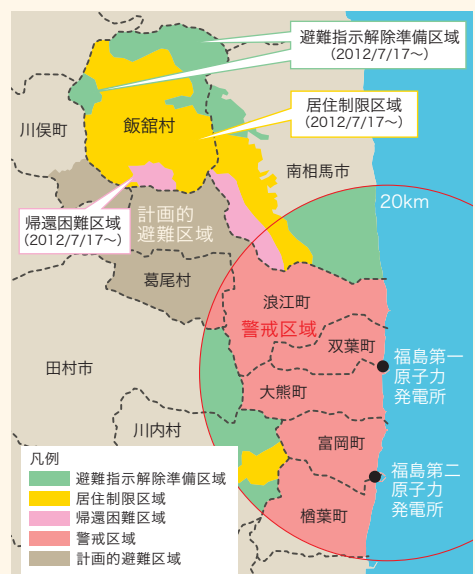 避難指示解除準備区域
(2012/7/17～)
居住制限区域
(2012/7/17～)
川俣町
飯舘村
南相馬市
帰還困難区域
(2012/7/17～)
計画的
避難区域
20km
葛尾村
浪江町
警戒区域
双葉町
福島第一
原子力
発電所
田村市
大熊町
川内村
富岡町
福島第二
原子力
発電所
楢葉町
凡例
避難指示解除準備区域
居住制限区域
帰還困難区域
警戒区域
計画的避難区域